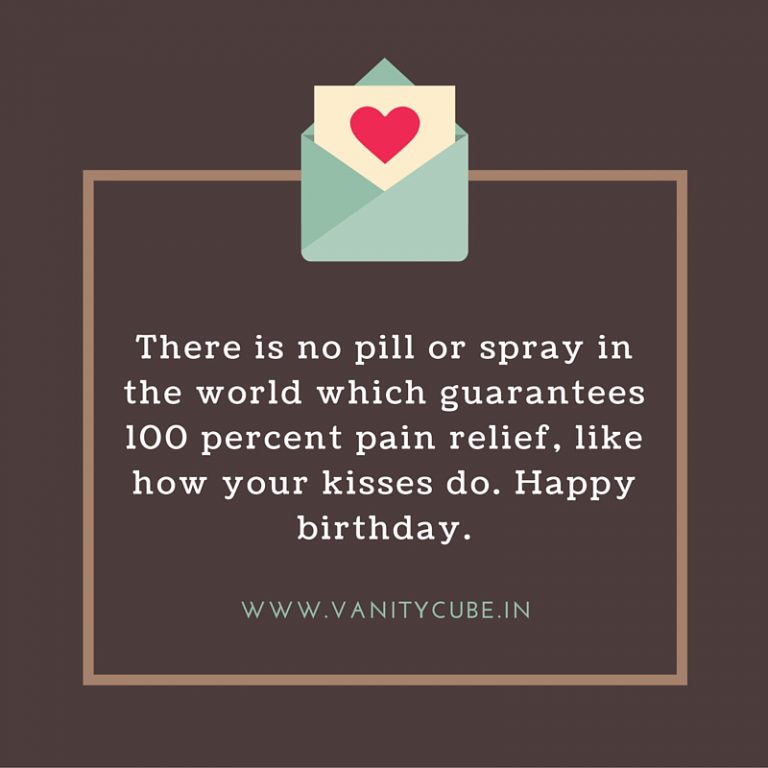 There is no pill or spray in
the world which guarantees
100 percent pain relief, like
how your kisses do. Happy
birthday.
WWW.VANITYCUBE.IN